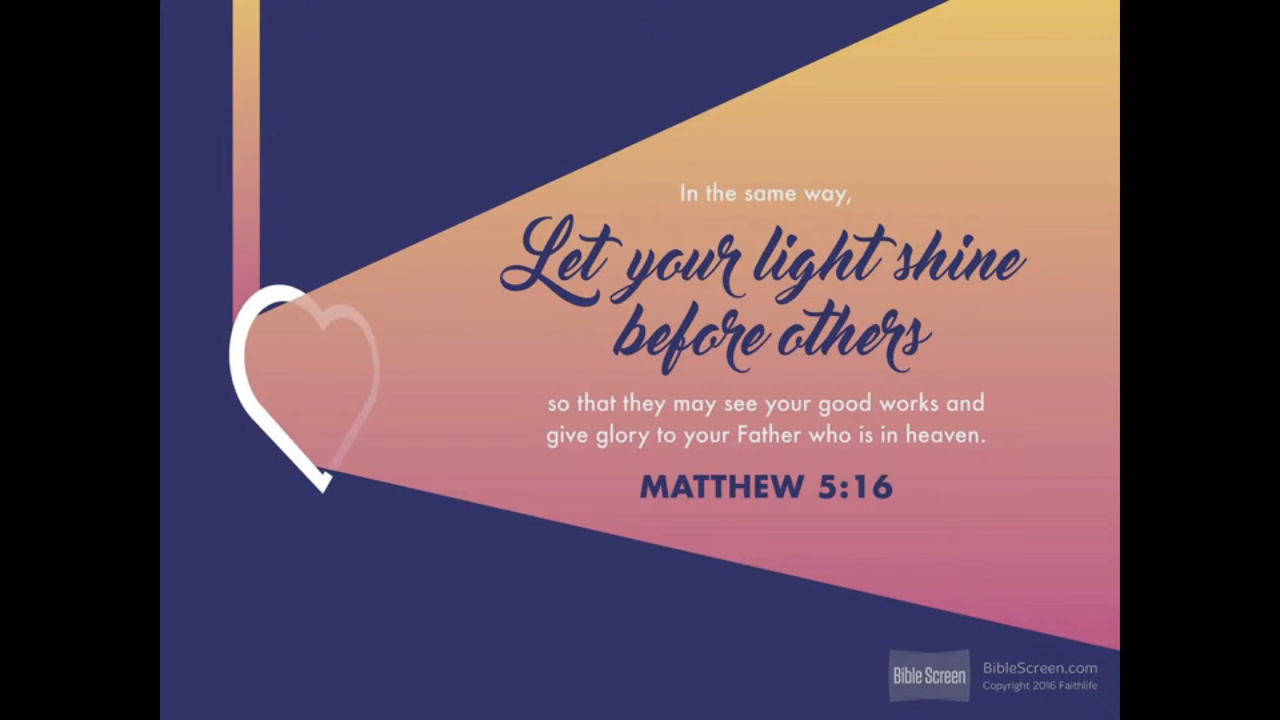 In the same way,
Let your light shine
before others
so that they may see your good works and
give glory to your Father who is in heaven.
MATTHEW 5:16
Bible Screen
BibleScreen.com
Copyright 2016 Faithlife